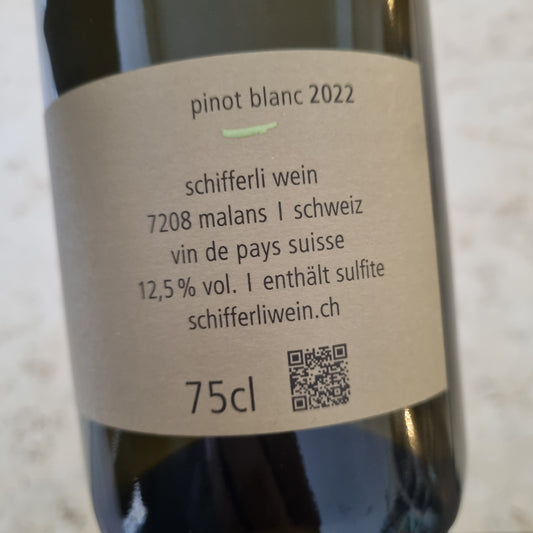 pinot blanc 2022
schifferli wein
7208 malans | schweiz
vin de pays suisse
12,5% vol. | enthält sulfite
schifferliwein.ch
75cl